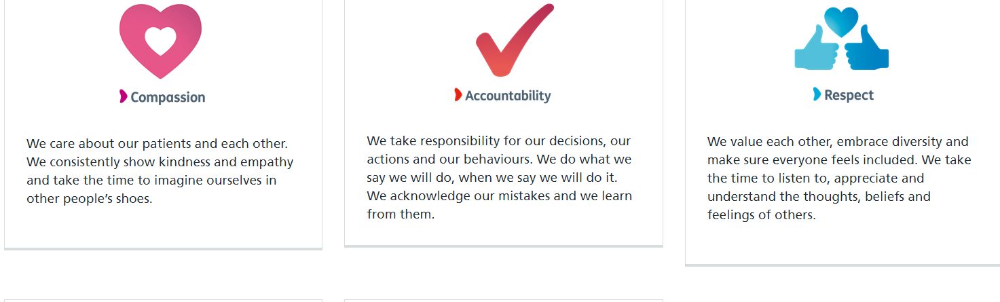 Compassion
We care about our patients and each other.
We consistently show kindness and empathy
and take the time to imagine ourselves in
other people’s shoes.
Accountability
We take responsibility for our decisions, our
actions and our behaviours. We do what we
say we will do, when we say we will do it.
We acknowledge our mistakes and we learn
from them.
Respect
We value each other, embrace diversity and
make sure everyone feels included. We take
the time to listen to, appreciate and
understand the thoughts, beliefs and
feelings of others.